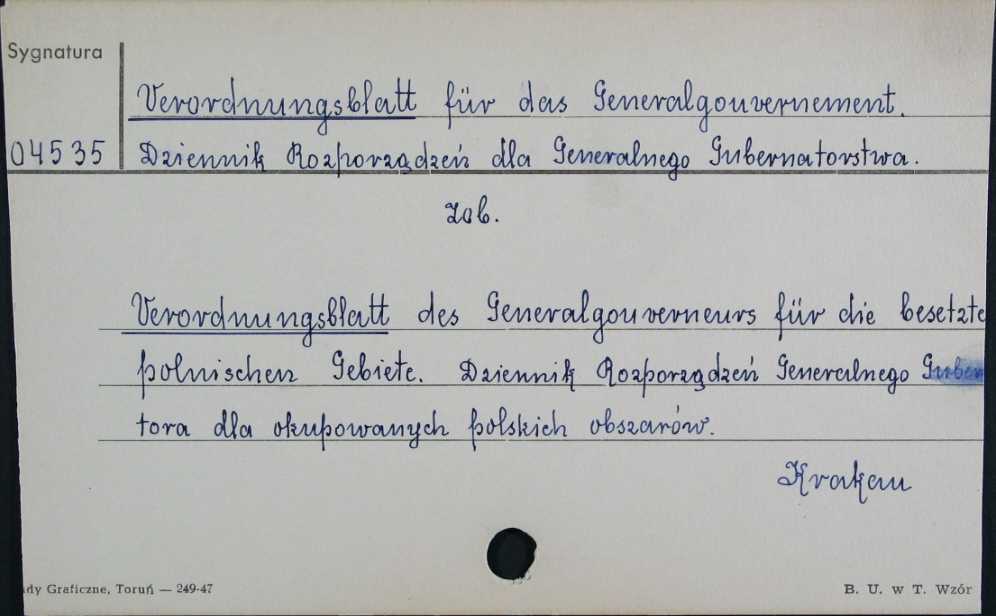 Sygnatura
Verordnungsblatt für das Generalgouvernement.
04535 Dziennik Rozporządzeń dla Generalnego Gubernatorstwa.
zob.
Verordnungsblatt des Generalgouverneurs für die besetzte
polnischen Gebiete. Dziennik Rozporządzeń Generalnego Guber
tora dla okupowanych polskich obszarów.
Krakau
dy Graficzne, Toruń — 249-47
B. U. w T. Wzór